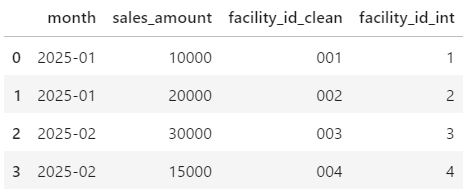 month sales_amount facility_id_clean facility_id_int
0 2025-01 10000 001 1
1 2025-01 20000 002 2
2 2025-02 30000 003 3
3 2025-02 15000 004 4